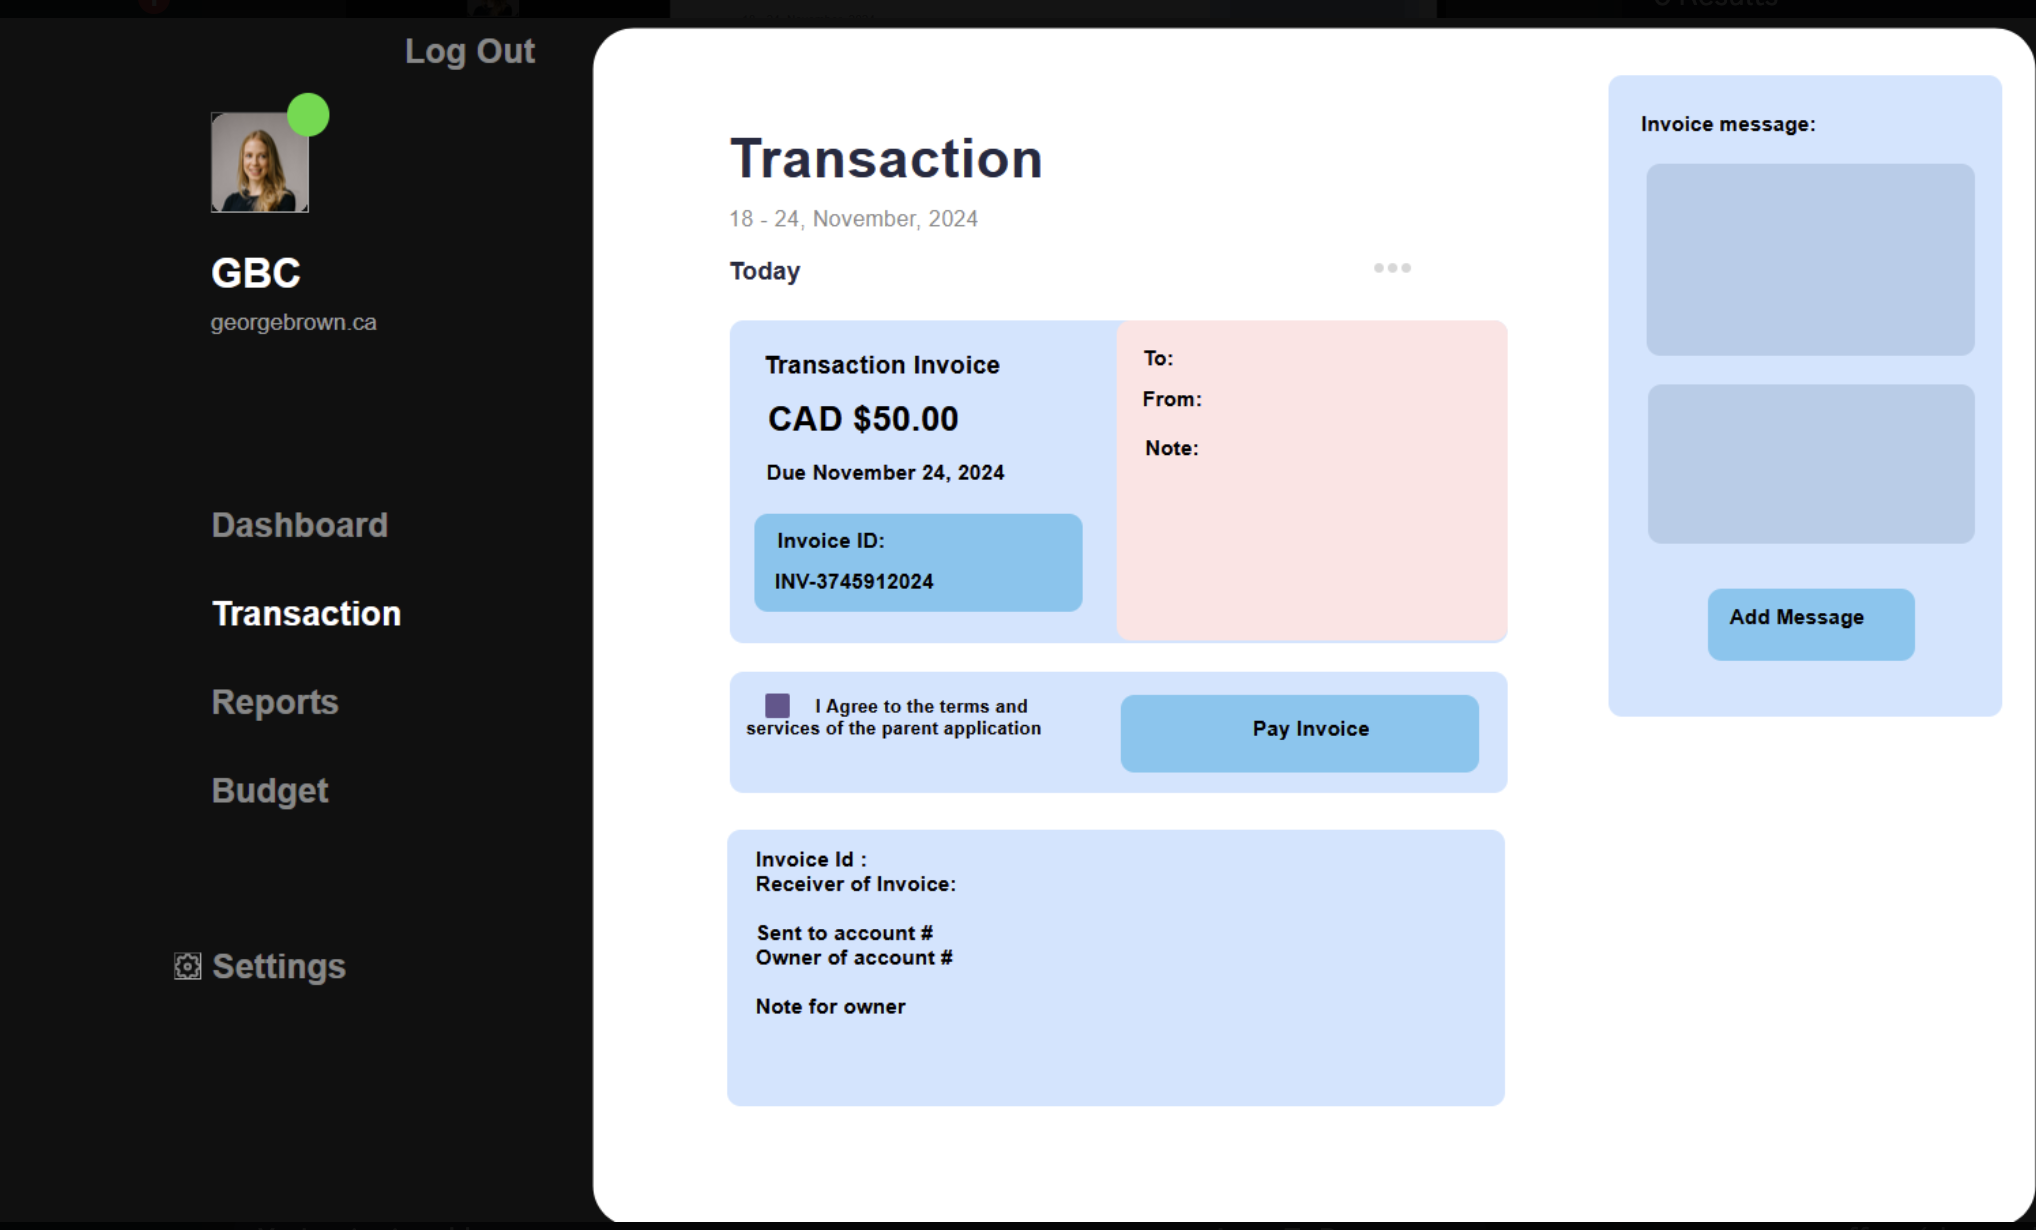 Log Out
GBC
georgebrown.ca
Dashboard
Transaction
Reports
Budget
Settings
Transaction
18 - 24, November, 2024
Today
Transaction Invoice
CAD $50.00
Due November 24, 2024
Invoice ID:
INV-3745912024
To:
From:
Note:
I Agree to the terms and
services of the parent application
Pay Invoice
Invoice Id :
Receiver of Invoice:
Sent to account #
Owner of account #
Note for owner
Invoice message:
Add Message